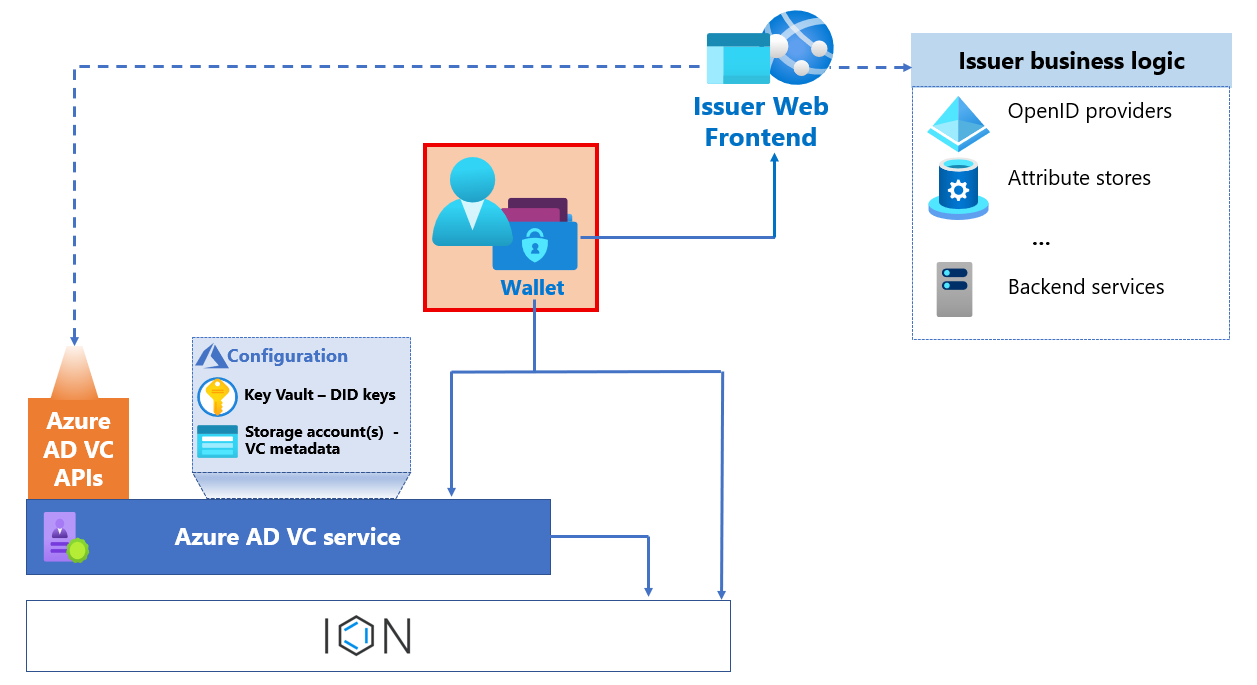 Issuer Web
Frontend
Issuer business logic
OpenID providers
Attribute stores
...
Backend services
Wallet
Configuration
Key Vault – DID keys
Storage account(s)  -
VC metadata
Azure
AD VC
APIs
Azure AD VC service
ION